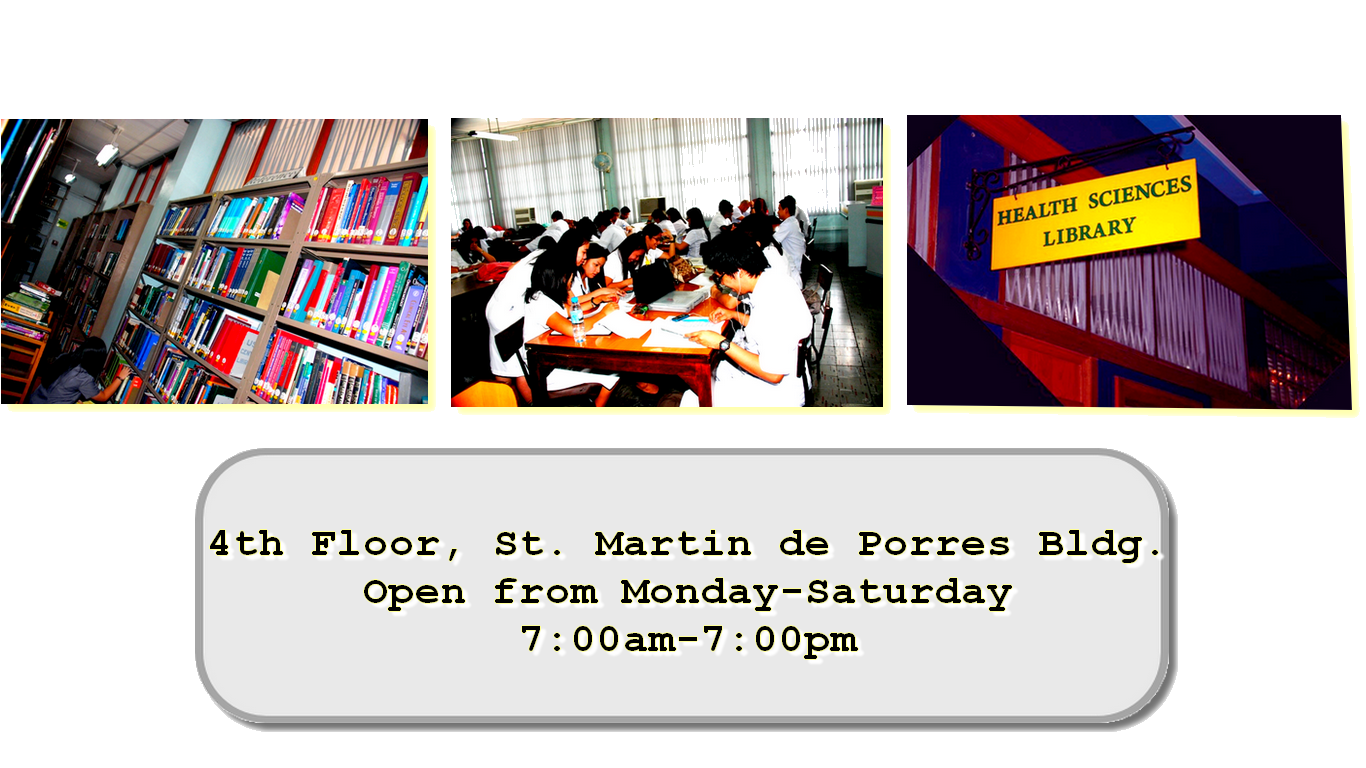 HEALTH SCIENCES
LIBRARY
4th Floor, St. Martin de Porres Bldg.
Open from Monday-Saturday
7:00am-7:00pm